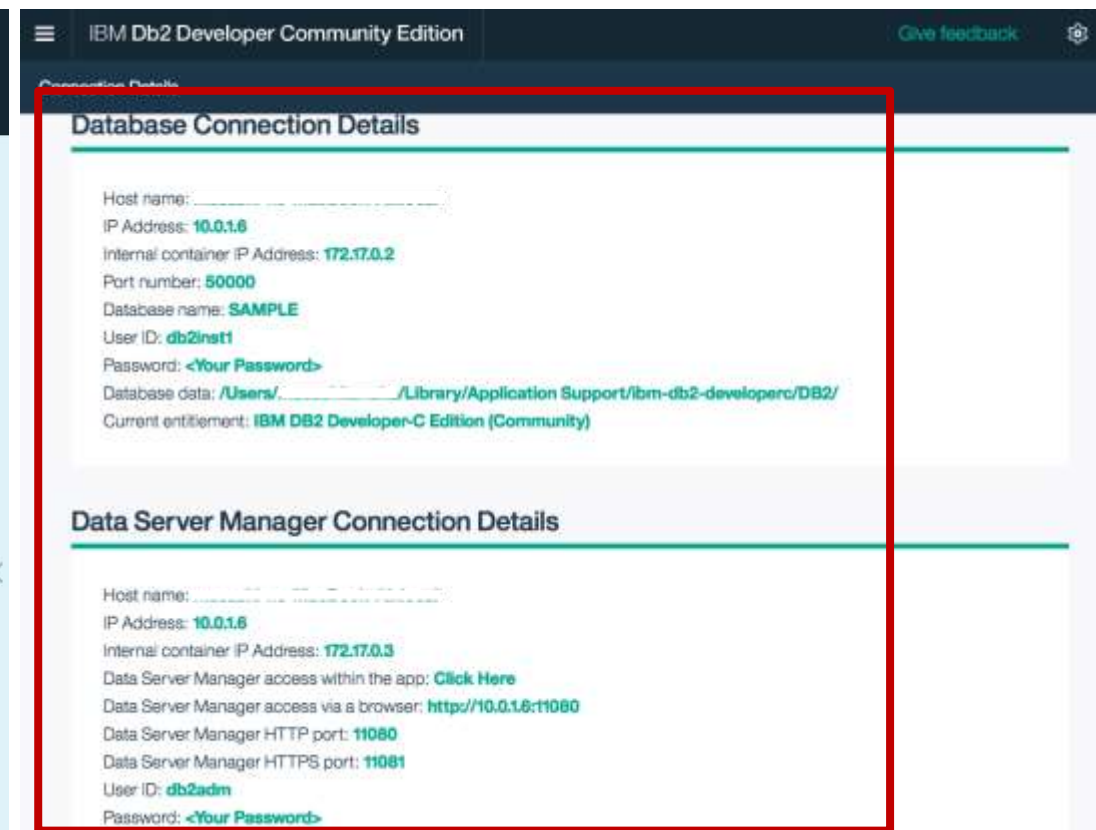 IBM Db2 Developer Community Edition
Give feedback
Connection Details
Database Connection Details
Host name:
IP Address: 10.0.1.6
Internal container IP Address: 172.17.0.2
Port number: 50000
Database name: SAMPLE
User ID: db2inst1
Password: <Your Password>
Database data: /Users/ /Library/Application Support/ibm-db2-developerc/DB2/
Current entitlement: IBM DB2 Developer-C Edition (Community)
Data Server Manager Connection Details
Host name:
IP Address: 10.0.1.6
Internal container IP Address: 172.17.0.3
Data Server Manager access within the app: Click Here
Data Server Manager access via a browser: http://10.0.1.6:11080
Data Server Manager HTTP port: 11080
Data Server Manager HTTPS port: 11081
User ID: db2adm
Password: <Your Password>